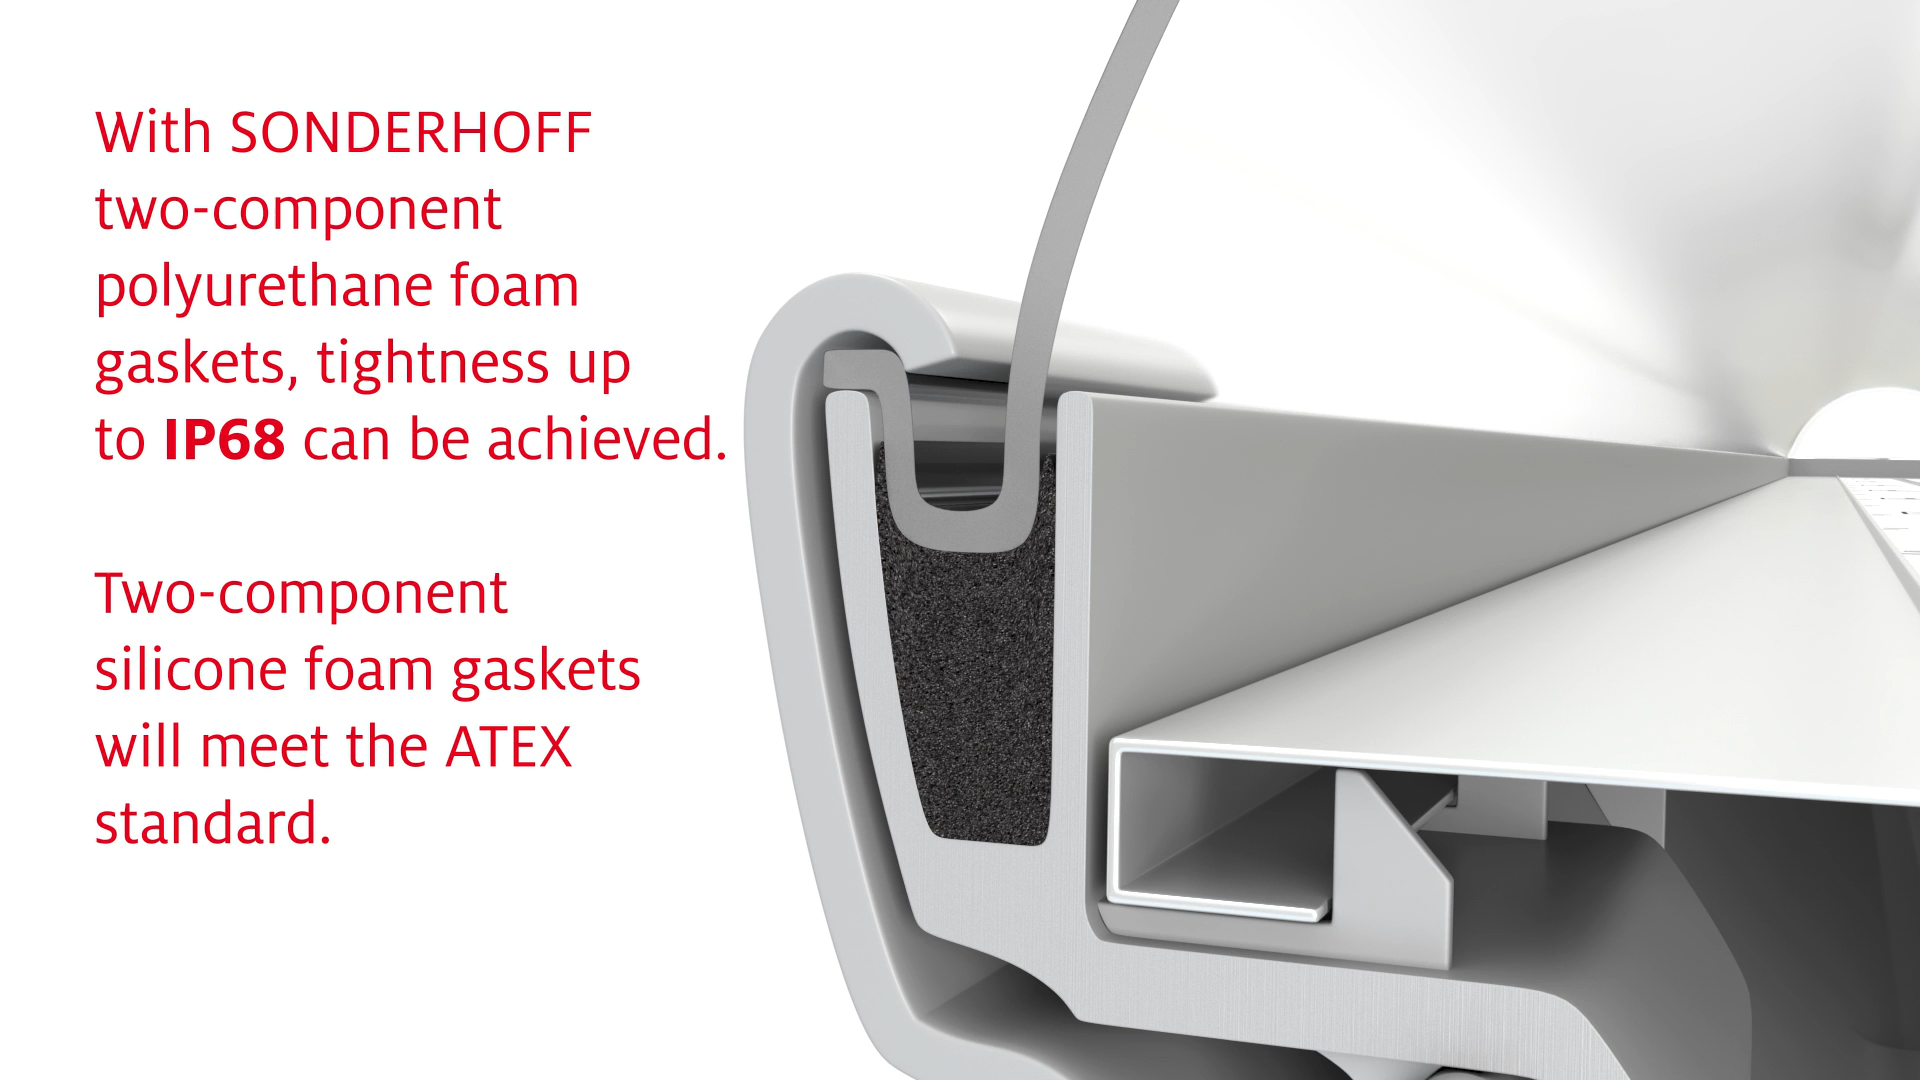 With SONDERHOFF
two-component
polyurethane foam
gaskets, tightness up
to IP68 can be achieved.
Two-component
silicone foam gaskets
will meet the ATEX
standard.